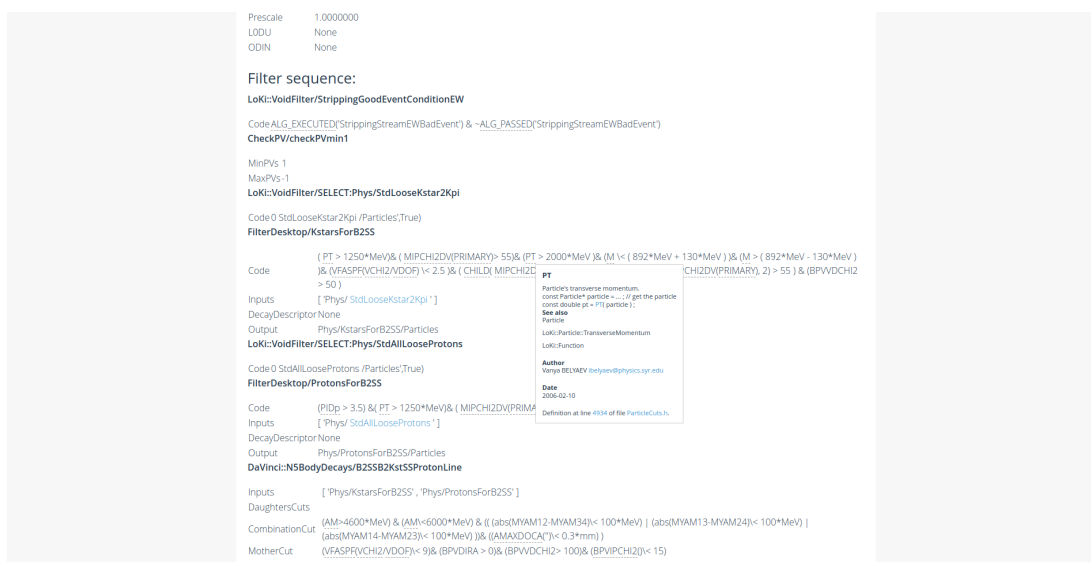 Prescale 1.0000000
L0DU None
ODIN None
Filter sequence:
LoKi::VoidFilter/StrippingGoodEventConditionEW
Code ALG_EXECUTED('StrippingStreamEWBadEvent') & ~ALG_PASSED('StrippingStreamEWBadEvent')
CheckPV/checkPVmin1
MinPVs 1
MaxPVs -1
LoKi::VoidFilter/SELECT:Phys/StdLooseKstar2Kpi
Code 0 StdLooseKstar2Kpi /Particles',True)
FilterDesktop/KstarsForB2SS
( PT > 1250*MeV)& ( MIPCHI2DV(PRIMARY)> 55)& (PT > 2000*MeV )& (M \< ( 892*MeV + 130*MeV ) )& (M > ( 892*MeV - 130*MeV )
Code )& (VFASPF(VCHI2/VDOF) \< 2.5 )& ( CHILD( MIPCHI2D CHI2DV(PRIMARY), 2) > 55 ) & (BPVVDCHI2
> 50 )
Inputs [ 'Phys/ StdLooseKstar2Kpi ' ]
DecayDescriptor None
Output Phys/KstarsForB2SS/Particles
LoKi::VoidFilter/SELECT:Phys/StdAllLooseProtons
Code 0 StdAllLooseProtons /Particles',True)
FilterDesktop/ProtonsForB2SS
Code (PIDp > 3.5) &( PT > 1250*MeV)& ( MIPCHI2DV(PRIMA
Inputs [ 'Phys/ StdAllLooseProtons ' ]
DecayDescriptor None
Output Phys/ProtonsForB2SS/Particles
DaVinci::N5BodyDecays/B2SSB2KstSSProtonLine
Inputs [ 'Phys/KstarsForB2SS' , 'Phys/ProtonsForB2SS' ]
DaughtersCuts
CombinationCut (AM>4600*MeV) & (AM\<6000*MeV) & (( (abs(MYAM12-MYAM34)\< 100*MeV) | (abs(MYAM13-MYAM24)\< 100*MeV) |
(abs(MYAM14-MYAM23)\< 100*MeV) ))& ((AMAXDOCA('')\< 0.3*mm) )
MotherCut (VFASPF(VCHI2/VDOF)\< 9)& (BPVDIRA > 0)& (BPVVDCHI2> 100)& (BPVIPCHI2()\< 15)
PT
Particle's transverse momentum.
const Particle* particle = ... ; // get the particle
const double pt = PT( particle ) ;
See also
Particle
LoKi::Particle::TransverseMomentum
LoKi::Function
Author
Vanya BELYAEV ibelyaev@physics.syr.edu
Date
2006-02-10
Definition at line 4934 of file ParticleCuts.h.